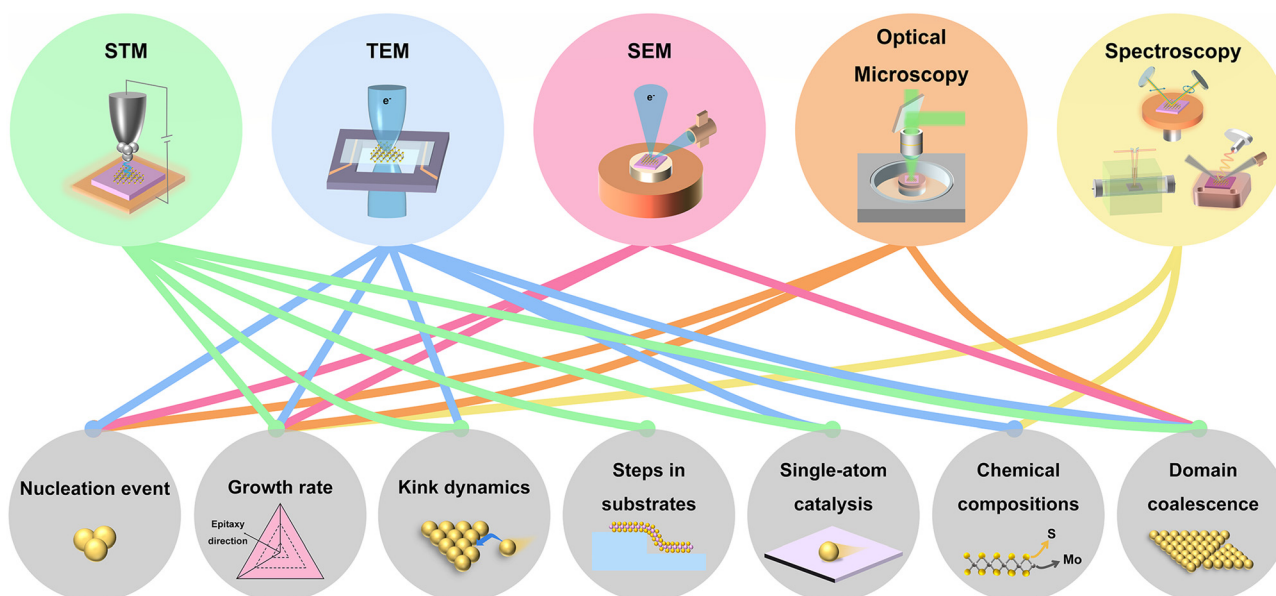 STM
TEM
SEM
Optical
Microscopy
Spectroscopy
e-
e-
Nucleation event
Growth rate
Epitaxy
direction
Kink dynamics
Steps in
substrates
Single-atom
catalysis
Chemical
compositions
S
Mo
Domain
coalescence